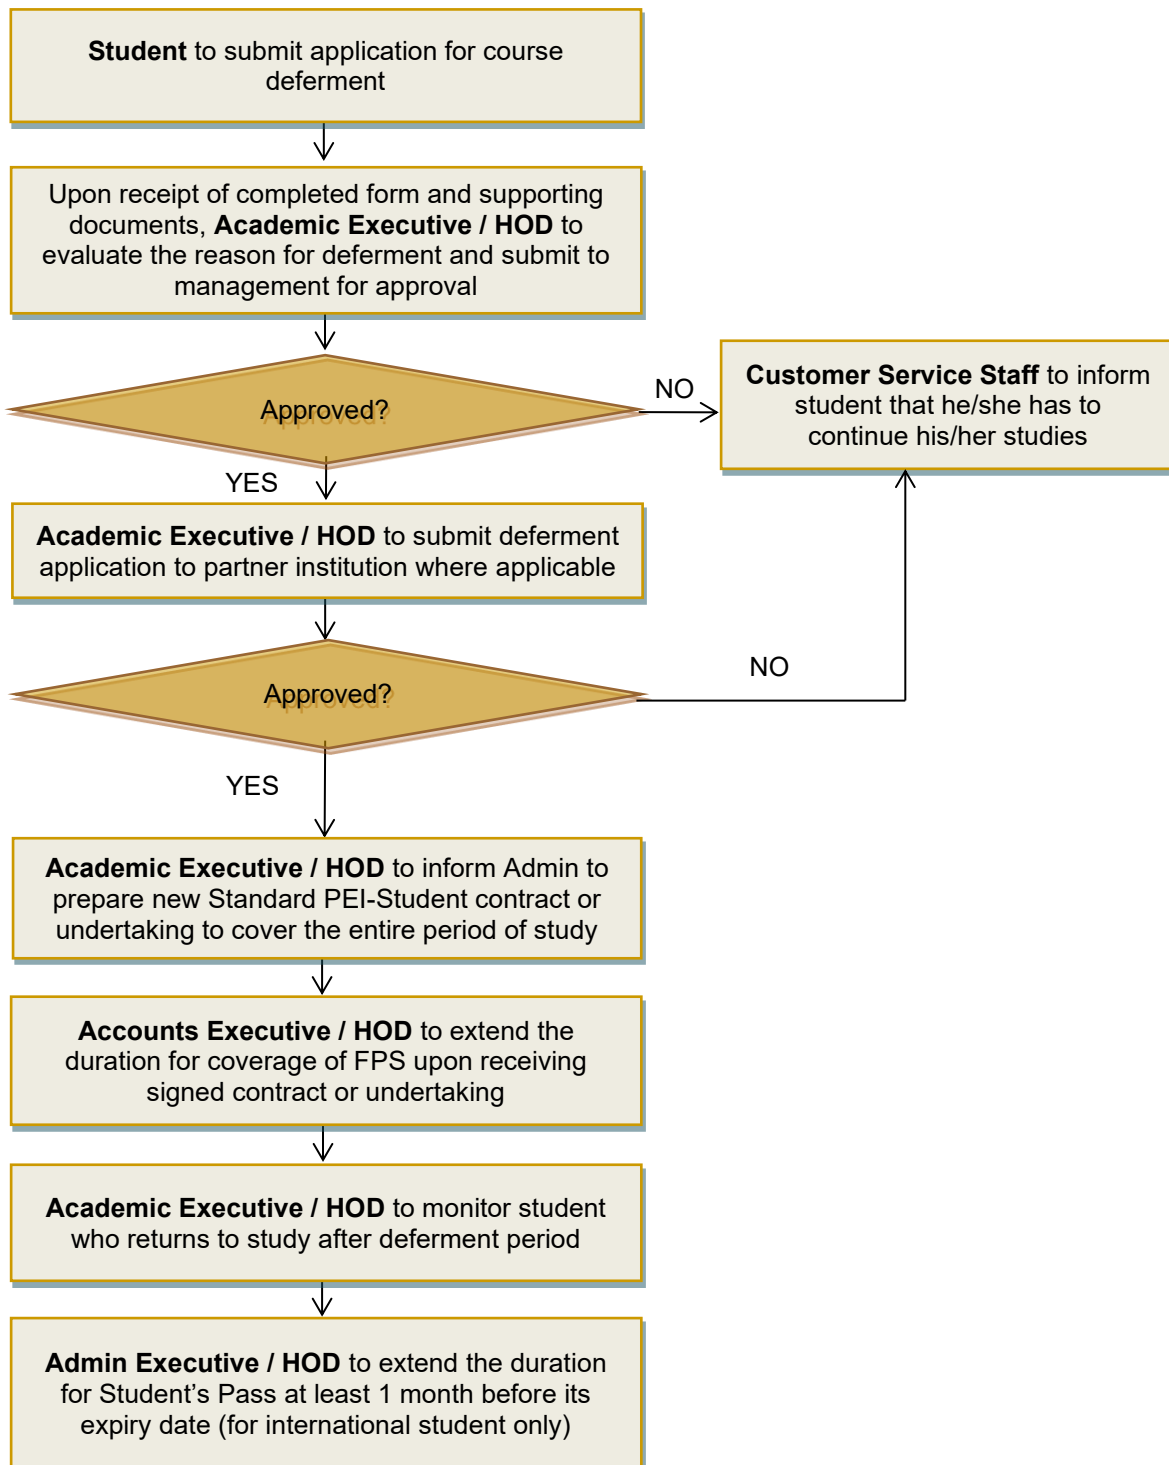 Student to submit application for course
deferment
Upon receipt of completed form and supporting
documents, Academic Executive / HOD to
evaluate the reason for deferment and submit to
management for approval
Approved?
NO
Customer Service Staff to inform
student that he/she has to
continue his/her studies
YES
Academic Executive / HOD to submit deferment
application to partner institution where applicable
Approved?
NO
YES
Academic Executive / HOD to inform Admin to
prepare new Standard PEI-Student contract or
undertaking to cover the entire period of study
Accounts Executive / HOD to extend the
duration for coverage of FPS upon receiving
signed contract or undertaking
Academic Executive / HOD to monitor student
who returns to study after deferment period
Admin Executive / HOD to extend the duration
for Student’s Pass at least 1 month before its
expiry date (for international student only)